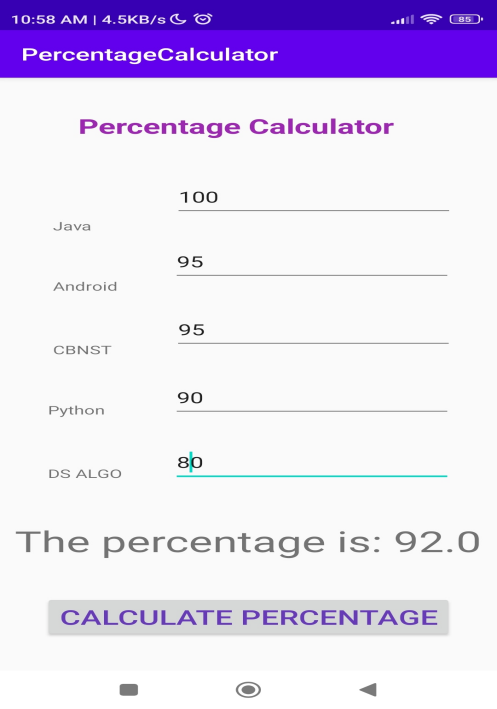 10:58 AM | 4.5KB/s
85
PercentageCalculator
Percentage Calculator
100
Java
95
Android
95
CBNST
90
Python
80
DS ALGO
The percentage is: 92.0
CALCULATE PERCENTAGE